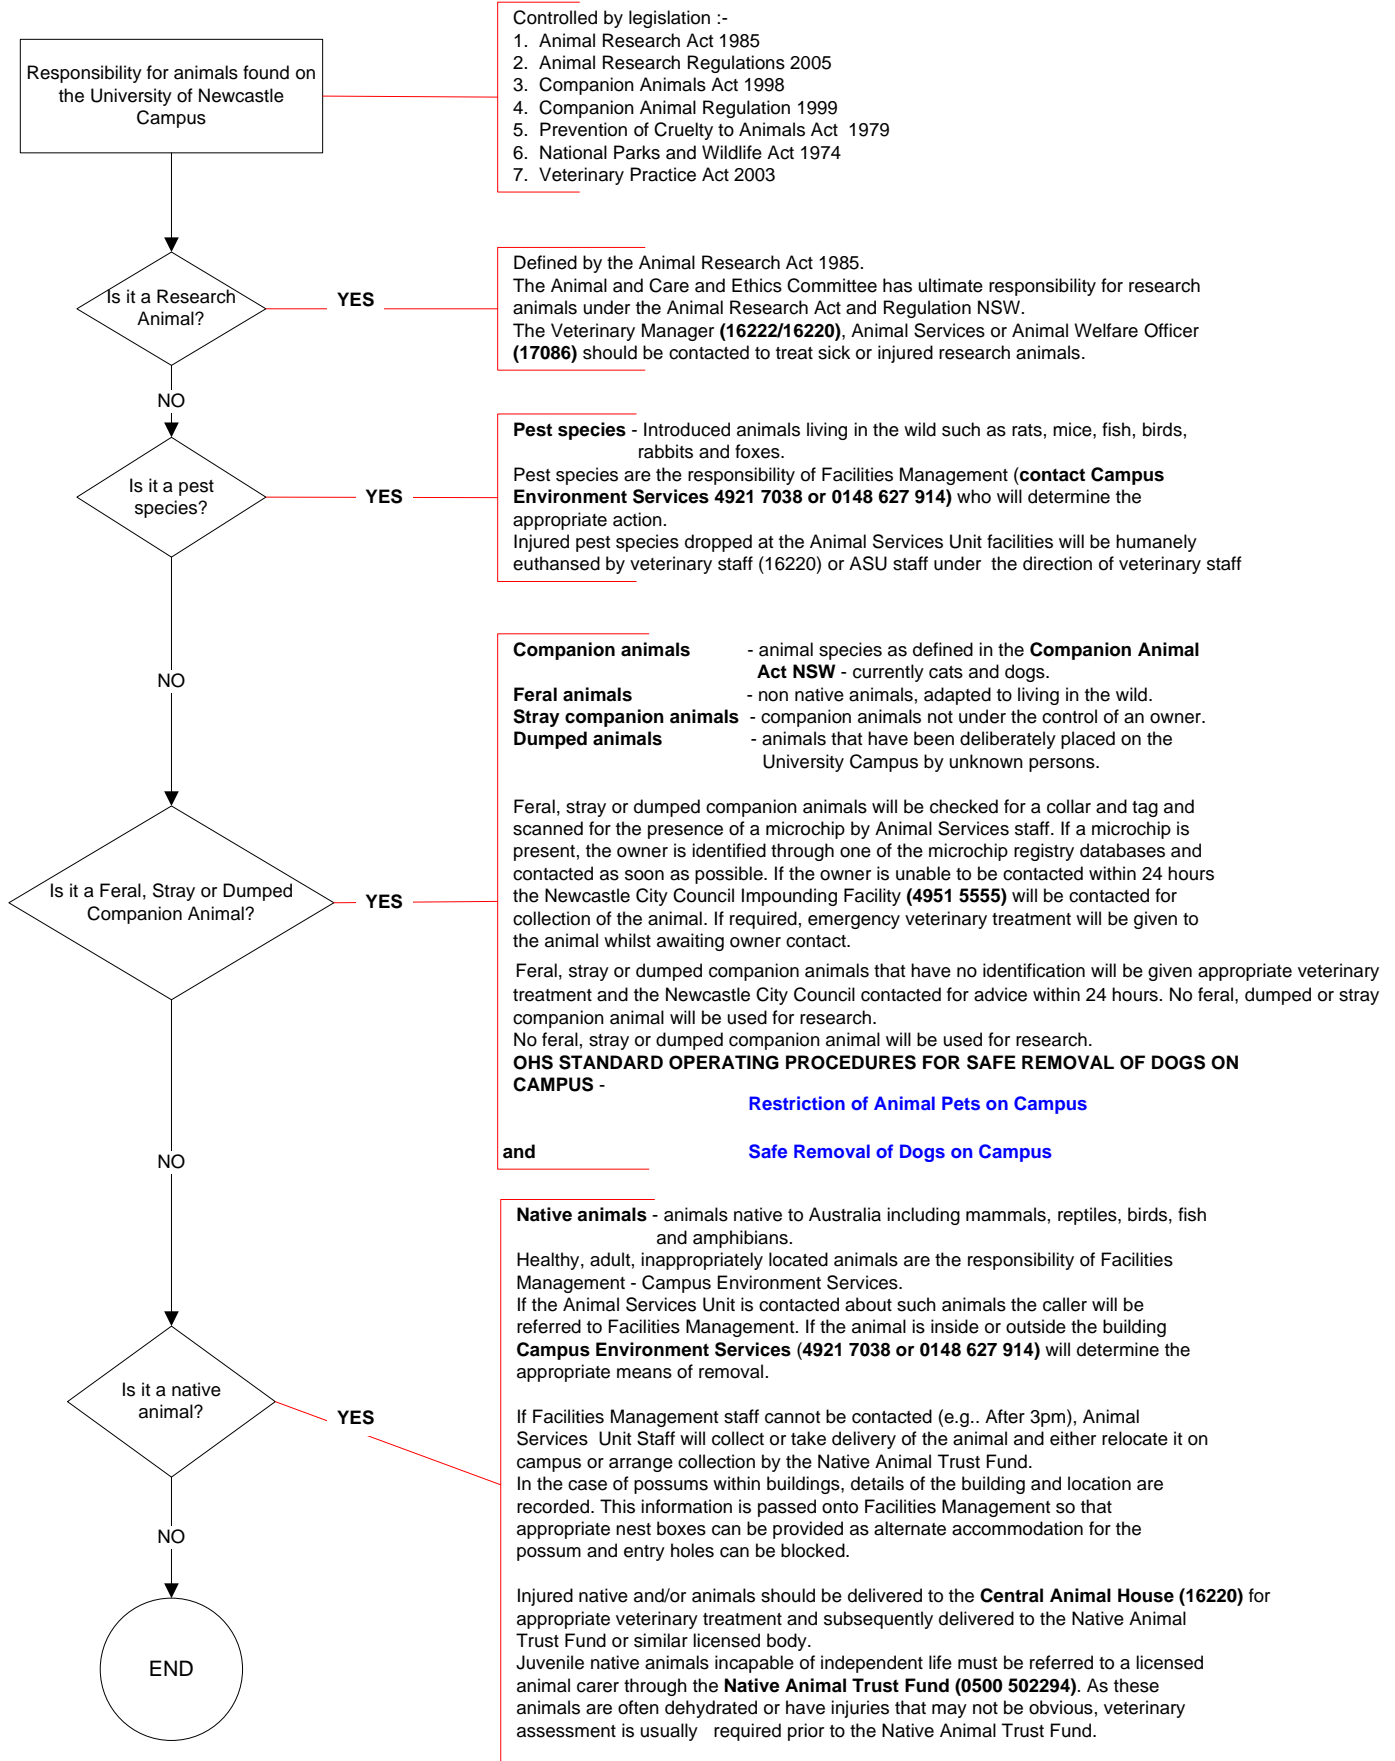 Responsibility for animals found on
the University of Newcastle
Campus
Controlled by legislation :-
1. Animal Research Act 1985
2. Animal Research Regulations 2005
3. Companion Animals Act 1998
4. Companion Animal Regulation 1999
5. Prevention of Cruelty to Animals Act 1979
6. National Parks and Wildlife Act 1974
7. Veterinary Practice Act 2003
Is it a Research
Animal?
YES
Defined by the Animal Research Act 1985.
The Animal and Care and Ethics Committee has ultimate responsibility for research
animals under the Animal Research Act and Regulation NSW.
The Veterinary Manager (16222/16220), Animal Services or Animal Welfare Officer
(17086) should be contacted to treat sick or injured research animals.
NO
Is it a pest
species?
YES
Pest species - Introduced animals living in the wild such as rats, mice, fish, birds,
rabbits and foxes.
Pest species are the responsibility of Facilities Management (contact Campus
Environment Services 4921 7038 or 0148 627 914) who will determine the
appropriate action.
Injured pest species dropped at the Animal Services Unit facilities will be humanely
euthansed by veterinary staff (16220) or ASU staff under the direction of veterinary staff
NO
Is it a Feral, Stray or Dumped
Companion Animal?
YES
Companion animals - animal species as defined in the Companion Animal
Act NSW - currently cats and dogs.
Feral animals - non native animals, adapted to living in the wild.
Stray companion animals - companion animals not under the control of an owner.
Dumped animals - animals that have been deliberately placed on the
University Campus by unknown persons.
Feral, stray or dumped companion animals will be checked for a collar and tag and
scanned for the presence of a microchip by Animal Services staff. If a microchip is
present, the owner is identified through one of the microchip registry databases and
contacted as soon as possible. If the owner is unable to be contacted within 24 hours
the Newcastle City Council Impounding Facility (4951 5555) will be contacted for
collection of the animal. If required, emergency veterinary treatment will be given to
the animal whilst awaiting owner contact.
Feral, stray or dumped companion animals that have no identification will be given appropriate veterinary
treatment and the Newcastle City Council contacted for advice within 24 hours. No feral, dumped or stray
companion animal will be used for research.
No feral, stray or dumped companion animal will be used for research.
OHS STANDARD OPERATING PROCEDURES FOR SAFE REMOVAL OF DOGS ON
CAMPUS -
Restriction of Animal Pets on Campus
and Safe Removal of Dogs on Campus
NO
Is it a native
animal?
YES
Native animals - animals native to Australia including mammals, reptiles, birds, fish
and amphibians.
Healthy, adult, inappropriately located animals are the responsibility of Facilities
Management - Campus Environment Services.
If the Animal Services Unit is contacted about such animals the caller will be
referred to Facilities Management. If the animal is inside or outside the building
Campus Environment Services (4921 7038 or 0148 627 914) will determine the
appropriate means of removal.
If Facilities Management staff cannot be contacted (e.g.. After 3pm), Animal
Services Unit Staff will collect or take delivery of the animal and either relocate it on
campus or arrange collection by the Native Animal Trust Fund.
In the case of possums within buildings, details of the building and location are
recorded. This information is passed onto Facilities Management so that
appropriate nest boxes can be provided as alternate accommodation for the
possum and entry holes can be blocked.
Injured native and/or animals should be delivered to the Central Animal House (16220) for
appropriate veterinary treatment and subsequently delivered to the Native Animal
Trust Fund or similar licensed body.
Juvenile native animals incapable of independent life must be referred to a licensed
animal carer through the Native Animal Trust Fund (0500 502294). As these
animals are often dehydrated or have injuries that may not be obvious, veterinary
assessment is usually required prior to the Native Animal Trust Fund.
NO
END